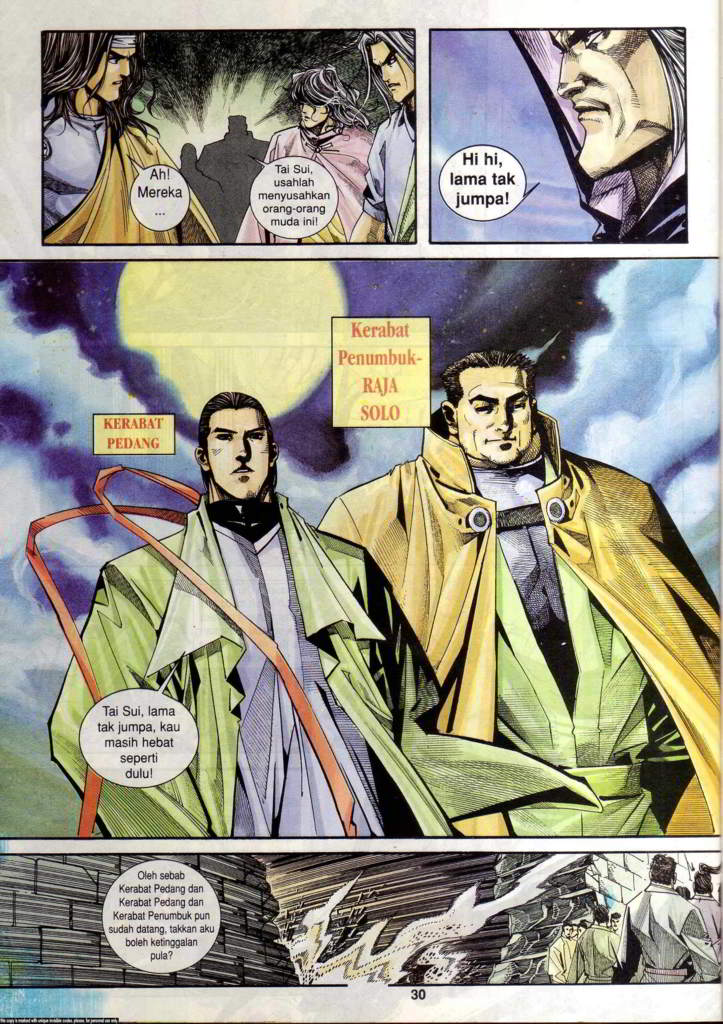 Ah!
Mereka
...
Tai Sui,
usahlah
menyusahkan
orang-orang
muda ini!
Hi hi,
lama tak
jumpa!
KERABAT
PEDANG
Kerabat
Penumbuk-
RAJA
SOLO
Tai Sui, lama
tak jumpa, kau
masih hebat
seperti
dulu!
Oleh sebab
Kerabat Pedang dan
Kerabat Pedang dan
Kerabat Penumbuk pun
sudah datang, takkan aku
boleh ketinggalan
pula?
30